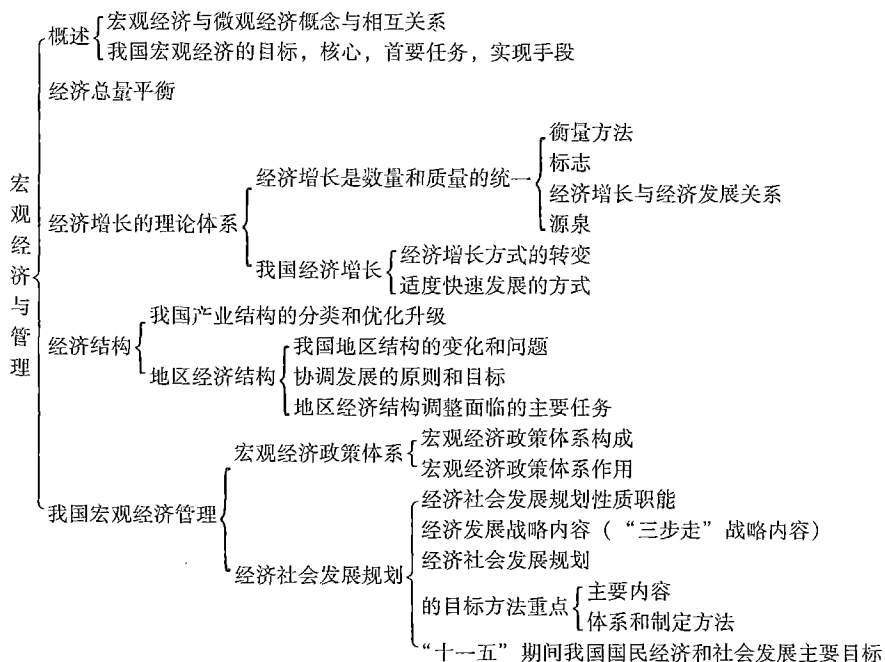 宏观经济与管理
概述
宏观经济与微观经济概念与相互关系
我国宏观经济的目标，核心，首要任务，实现手段
经济总量平衡
经济增长的理论体系
经济增长是数量和质量的统一
衡量方法
标志
经济增长与经济发展关系
源泉
我国经济增长
经济增长方式的转变
适度快速发展的方式
经济结构
我国产业结构的分类和优化升级
地区经济结构
我国地区结构的变化和问题
协调发展的原则和目标
地区经济结构调整面临的主要任务
我国宏观经济管理
宏观经济政策体系
宏观经济政策体系构成
宏观经济政策体系作用
经济社会发展规划
经济社会发展规划性质职能
经济发展战略内容（“三步走”战略内容）
经济社会发展规划
的目标方法重点
主要内容
体系和制定方法
“十一五”期间我国国民经济和社会发展主要目标